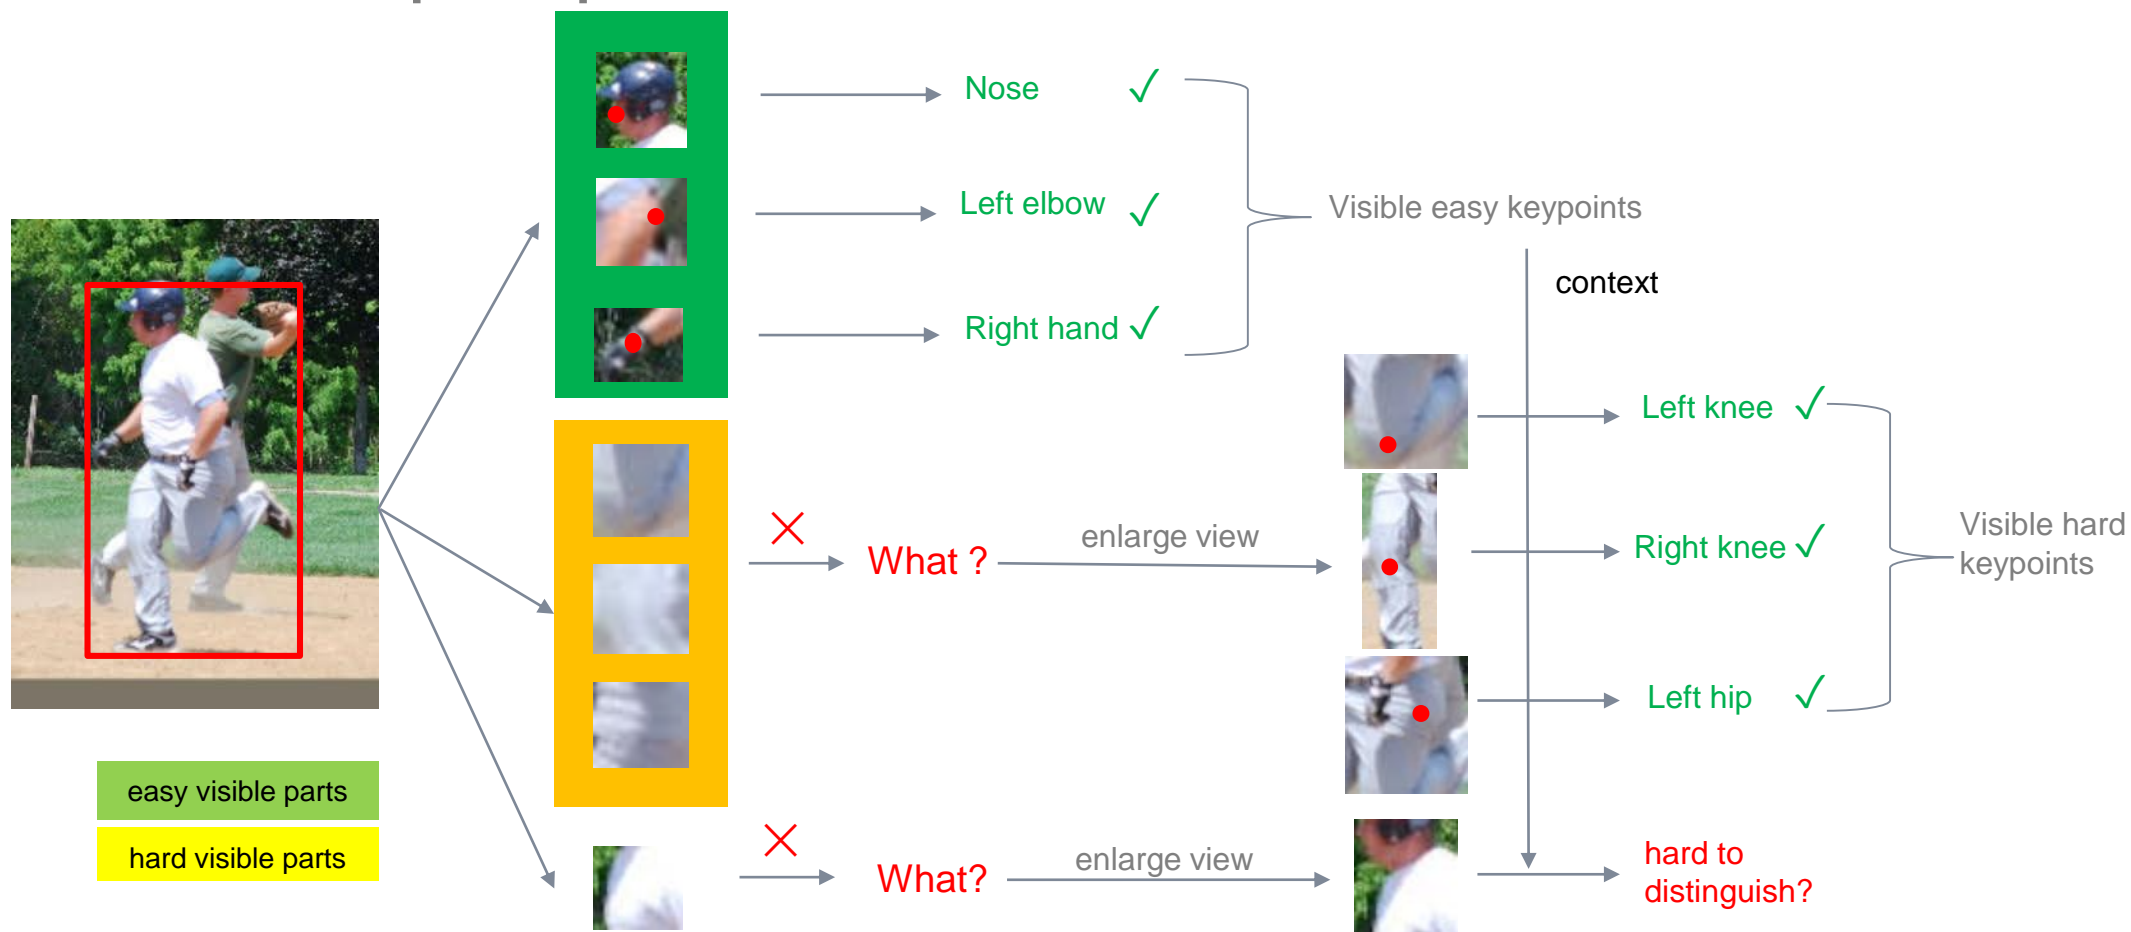 Nose
Left elbow
Right hand
Visible easy keypoints
context
Left knee
Right knee
Left hip
Visible hard
keypoints
What ?
enlarge view
What?
enlarge view
hard to
distinguish?
easy visible parts
hard visible parts